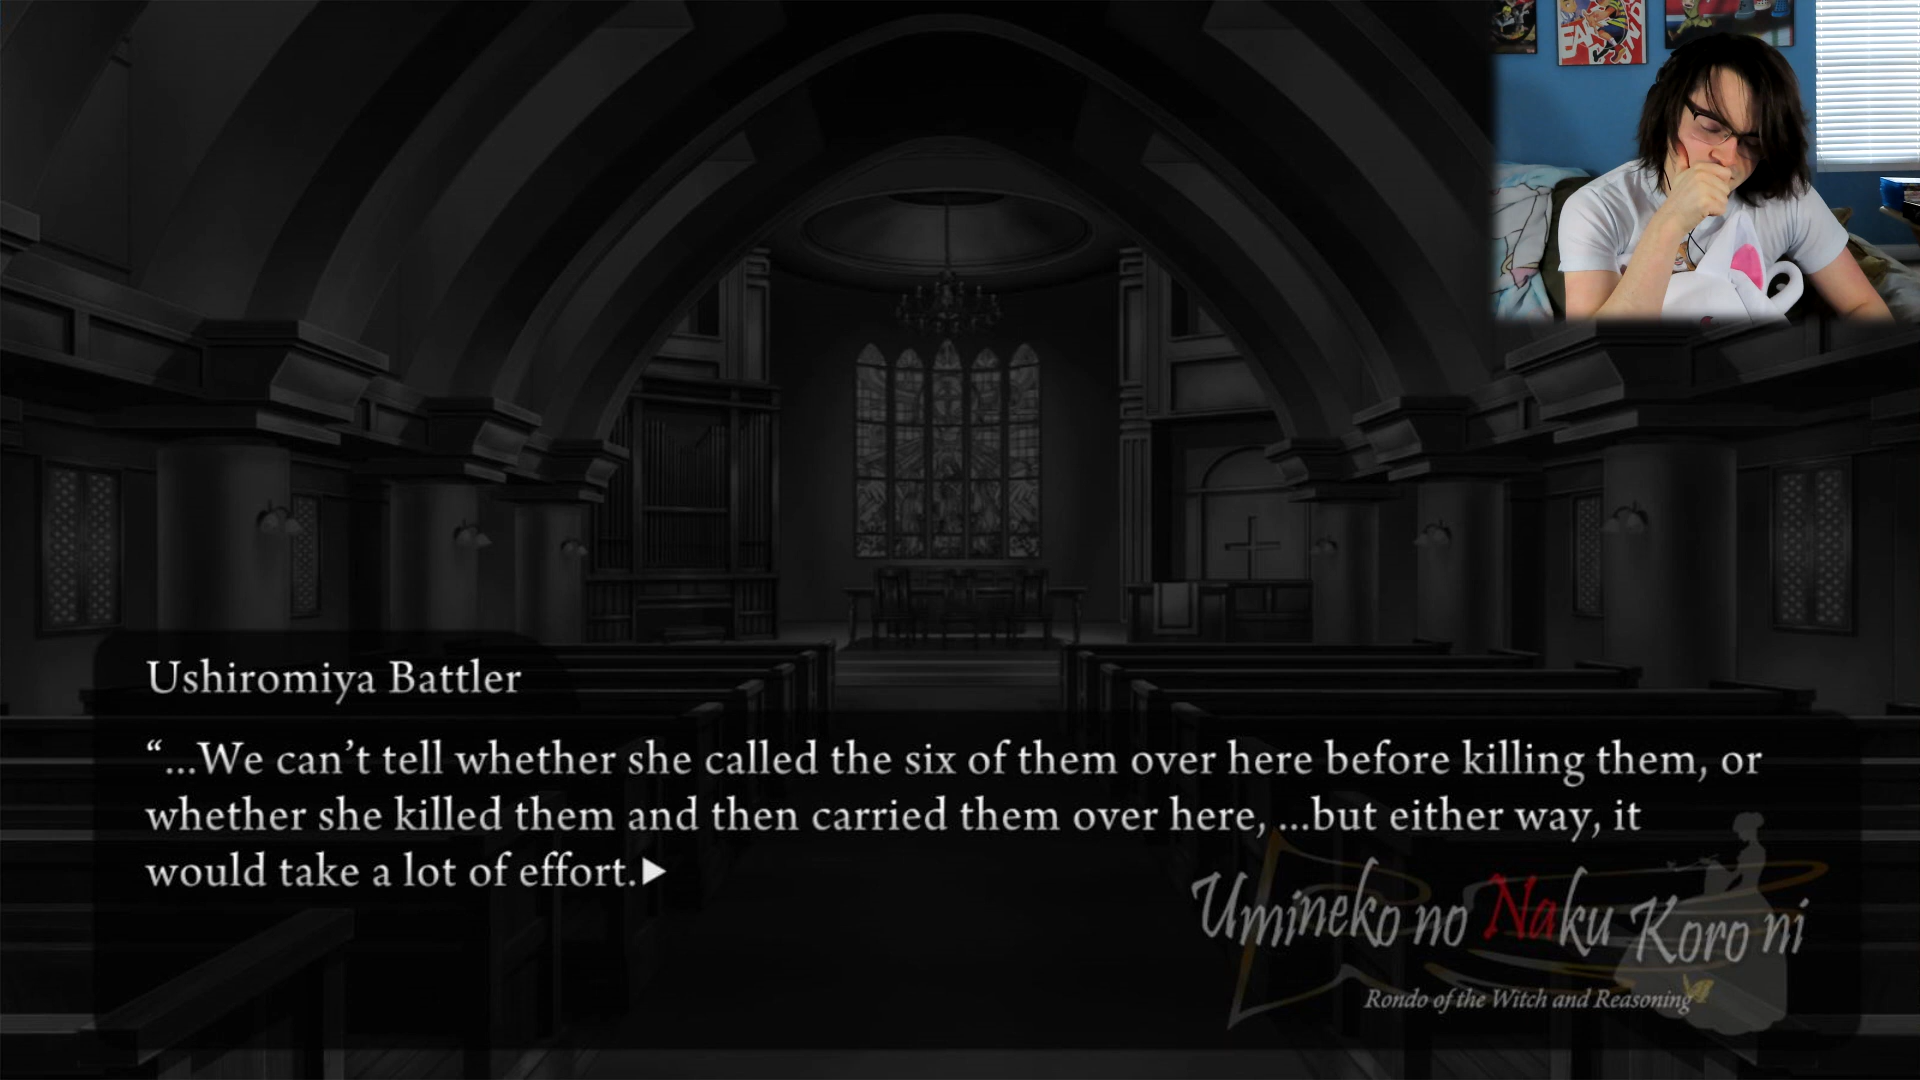 Ushiromiya Battler
“...We can’t tell whether she called the six of them over here before killing them, or
whether she killed them and then carried them over here, ...but either way, it
would take a lot of effort.
Umineko no Naku Koro ni
Rondo of the Witch and Reasoning